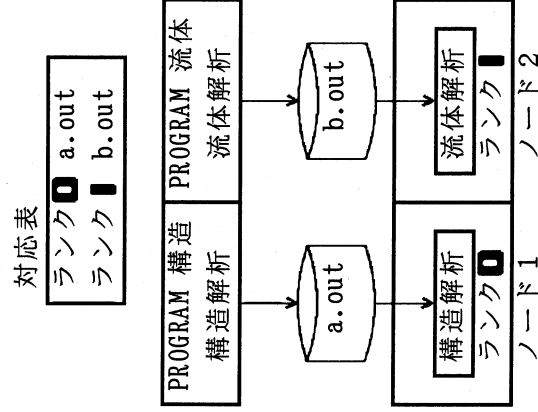 対応表
ランク0 a.out
ランク1 b.out
PROGRAM 構造
構造解析
PROGRAM 流体
流体解析
a.out
b.out
構造解析
ランク0
ノード1
流体解析
ランク1
ノード2